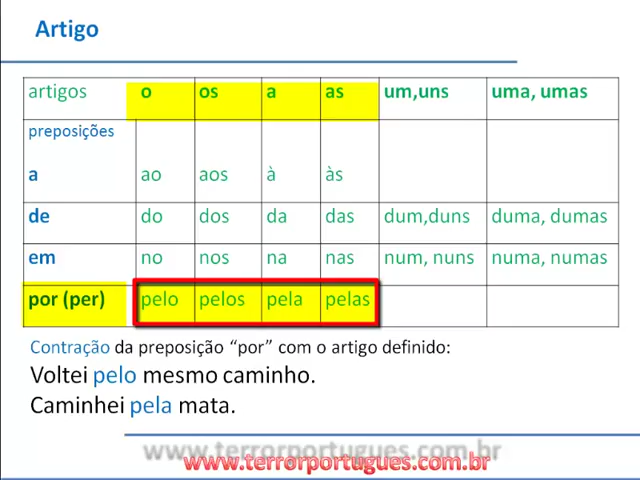 Artigo
artigos o os a as um,uns uma, umas
preposições
a ao aos à às
de do dos da das dum,duns duma, dumas
em no nos na nas num, nuns numa, numas
por (per) pelo pelos pela pelas
Contração da preposição “por” com o artigo definido:
Voltei pelo mesmo caminho.
Caminhei pela mata.
www.terrorportugues.com.br
www.terrorportugues.com.br